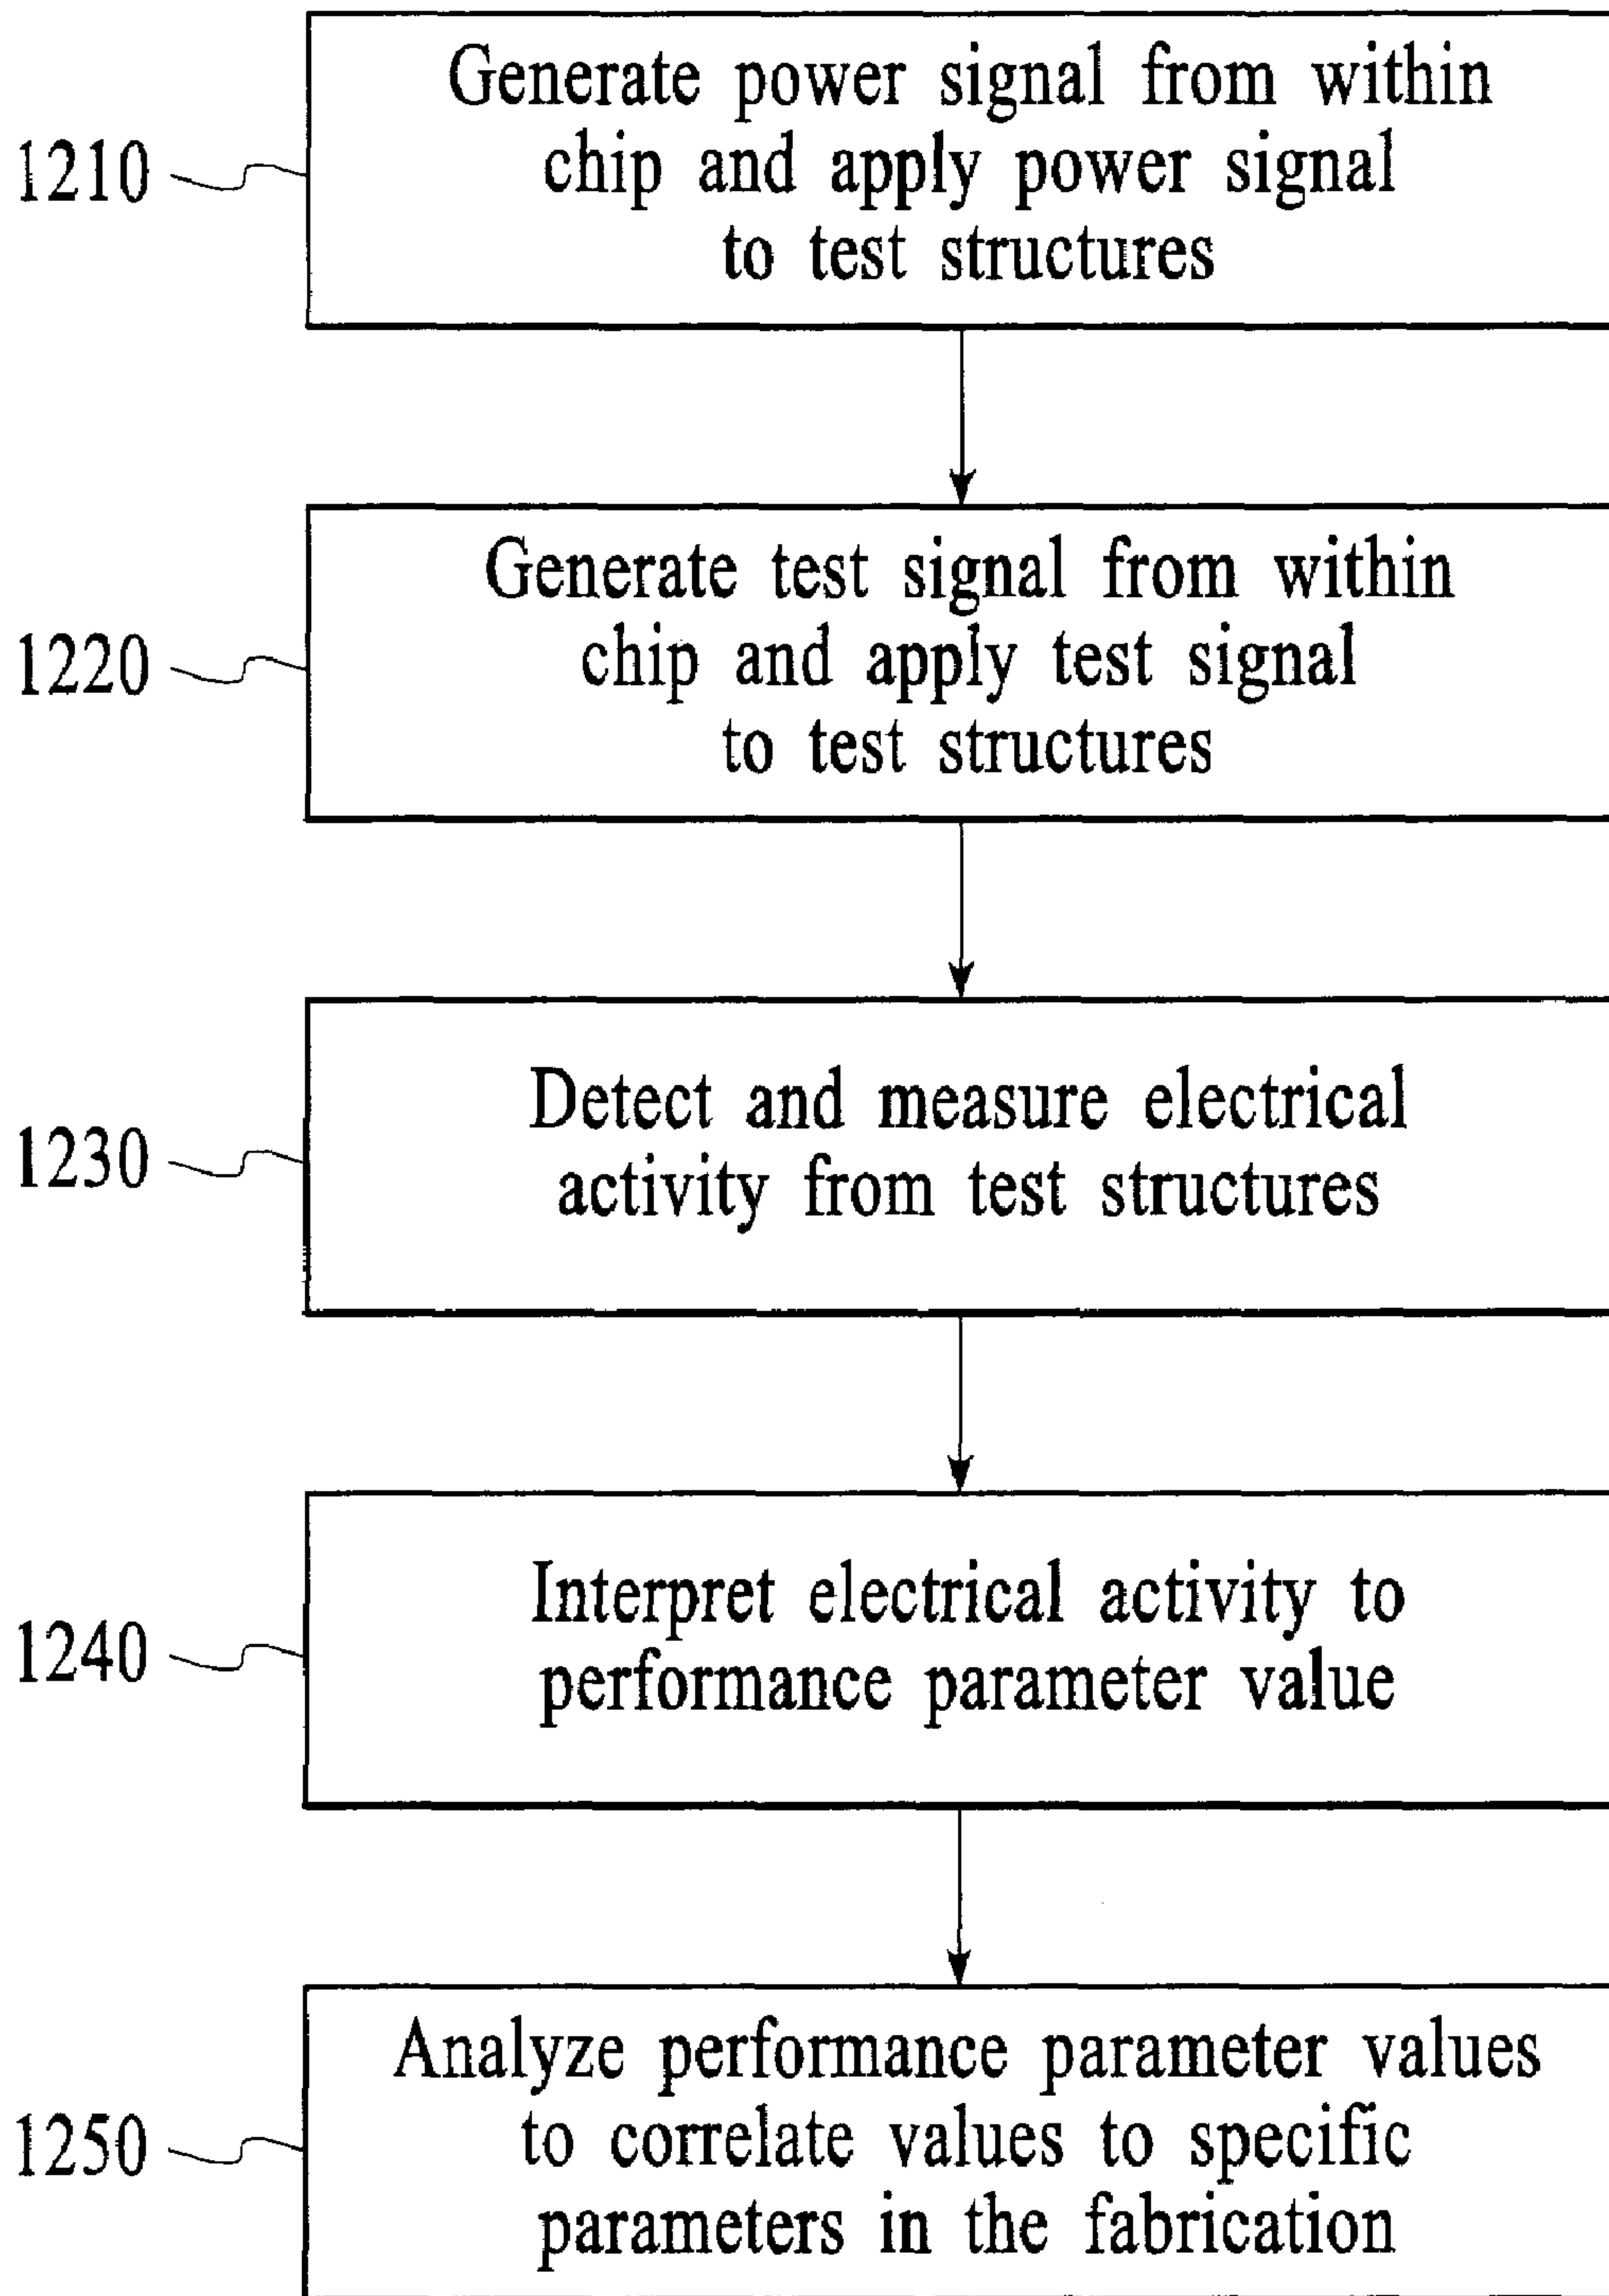 1210
Generate power signal from within
chip and apply power signal
to test structures
1220
Generate test signal from within
chip and apply test signal
to test structures
1230
Detect and measure electrical
activity from test structures
1240
Interpret electrical activity to
performance parameter value
1250
Analyze performance parameter values
to correlate values to specific
parameters in the fabrication